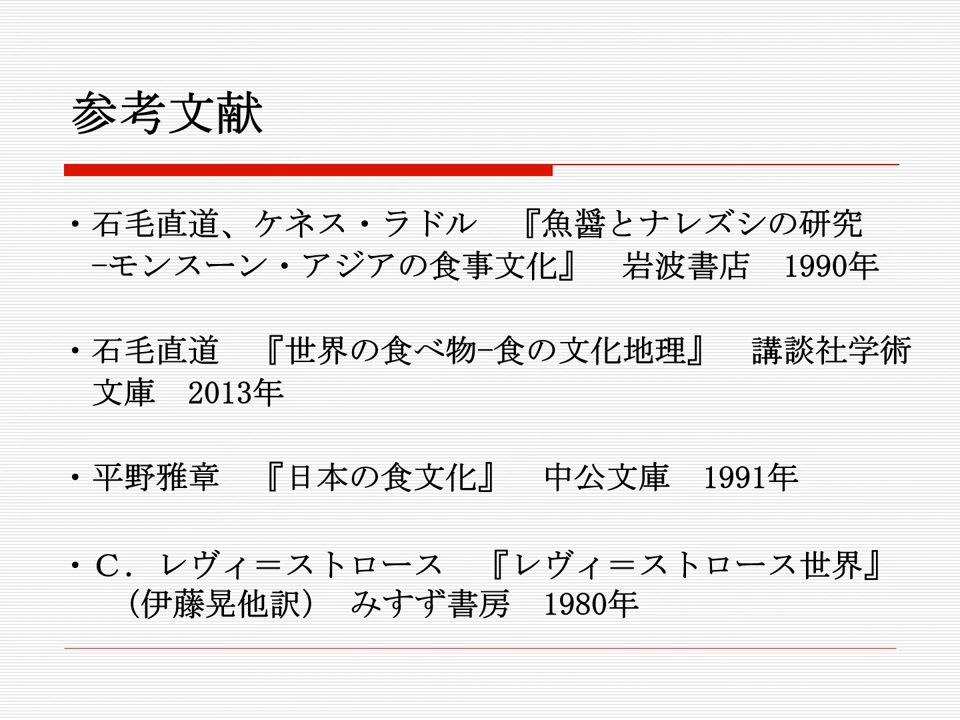 参考文献
・石毛直道、ケネス・ラドル　『魚醤とナレズシの研究
-モンスーン・アジアの食事文化』　岩波書店　1990年
・石毛直道　『世界の食べ物-食の文化地理』　講談社学術
文庫　2013年
・平野雅章　『日本の食文化』　中公文庫　1991年
・Ｃ．レヴィ＝ストロース　『レヴィ＝ストロース世界』
(伊藤晃他訳)　みすず書房　1980年